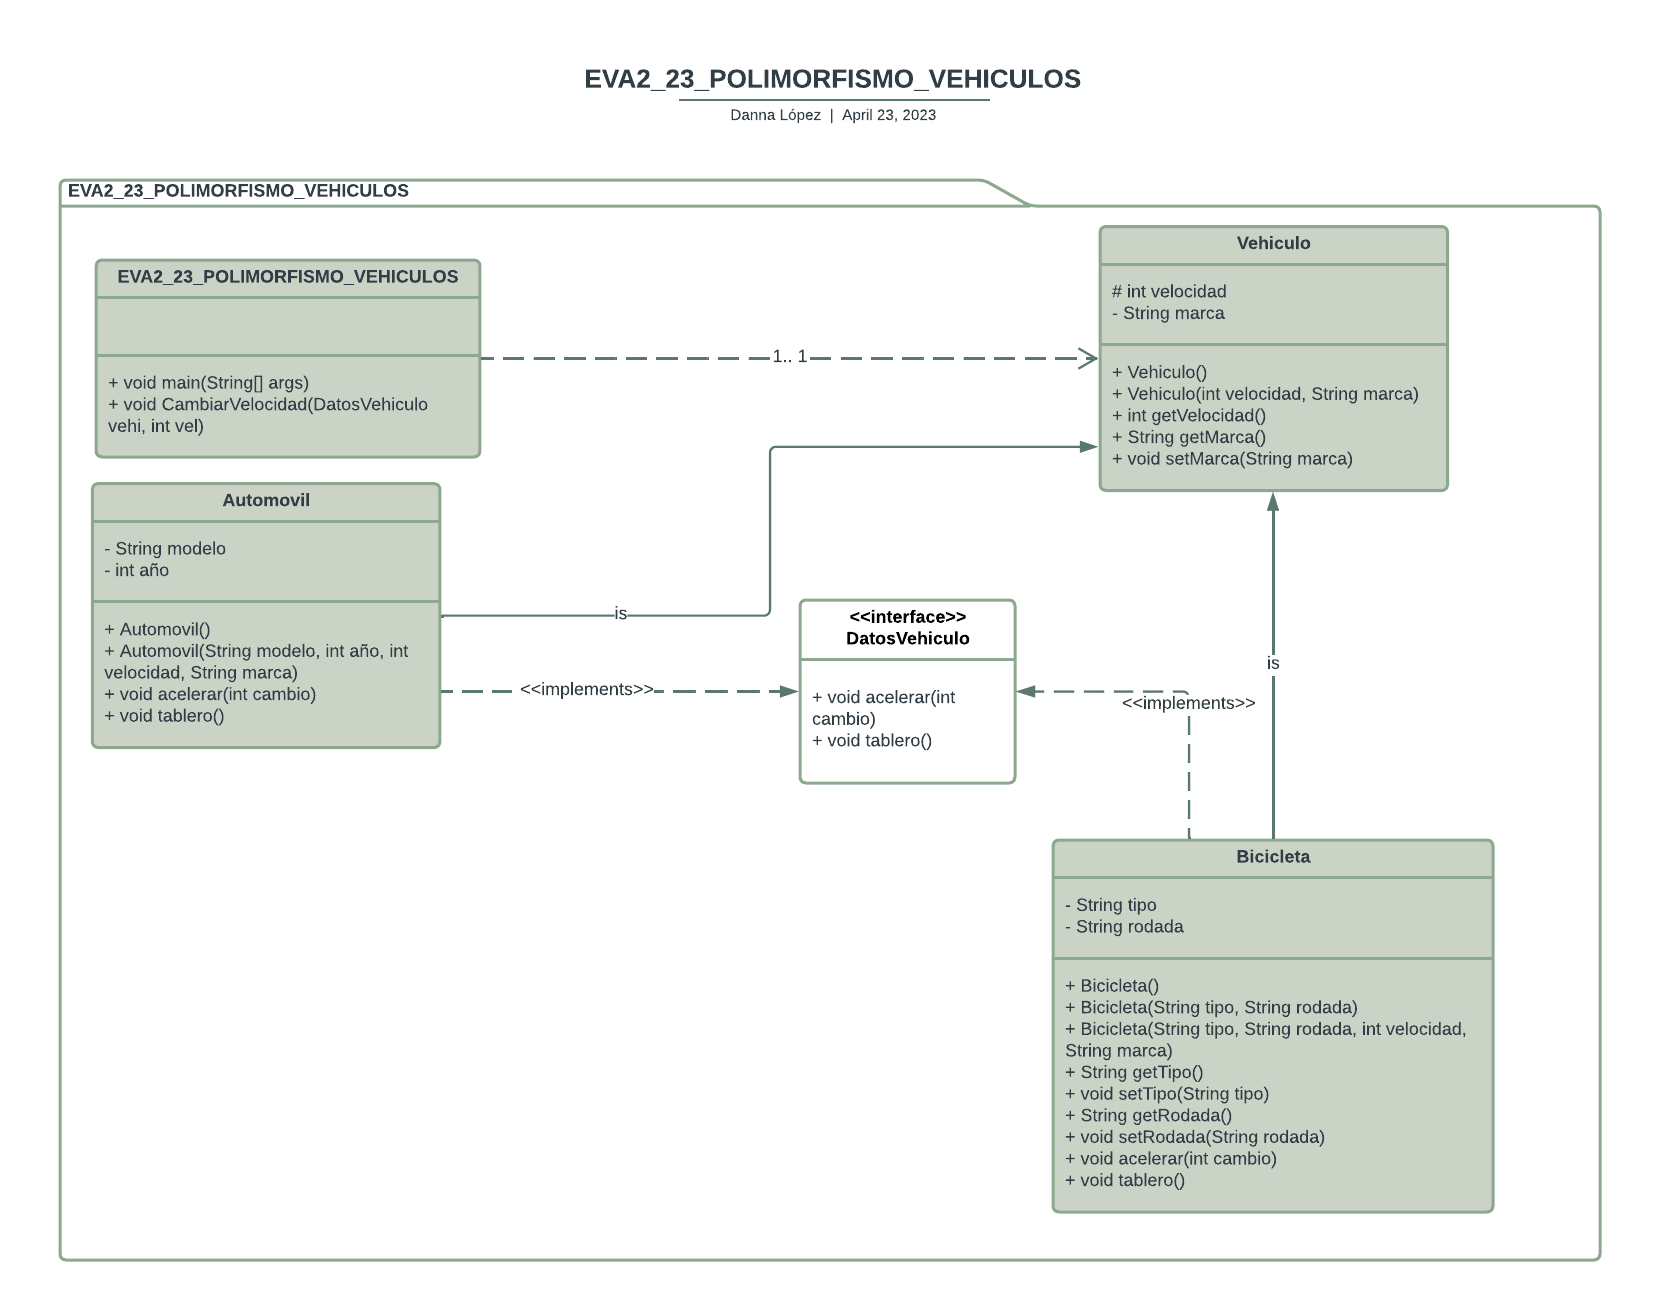 EVA2_23_POLIMORFISMO_VEHICULOS
Danna López | April 23, 2023
EVA2_23_POLIMORFISMO_VEHICULOS
EVA2_23_POLIMORFISMO_VEHICULOS
+ void main(String[] args)
+ void CambiarVelocidad(DatosVehiculo
vehi, int vel)
1.. 1
Vehiculo
# int velocidad
- String marca
+ Vehiculo()
+ Vehiculo(int velocidad, String marca)
+ int getVelocidad()
+ String getMarca()
+ void setMarca(String marca)
Automovil
- String modelo
- int año
+ Automovil()
+ Automovil(String modelo, int año, int
velocidad, String marca)
+ void acelerar(int cambio)
+ void tablero()
is
<<implements>>
<<interface>>
DatosVehiculo
+ void acelerar(int
cambio)
+ void tablero()
is
<<implements>>
Bicicleta
- String tipo
- String rodada
+ Bicicleta()
+ Bicicleta(String tipo, String rodada)
+ Bicicleta(String tipo, String rodada, int velocidad,
String marca)
+ String getTipo()
+ void setTipo(String tipo)
+ String getRodada()
+ void setRodada(String rodada)
+ void acelerar(int cambio)
+ void tablero()